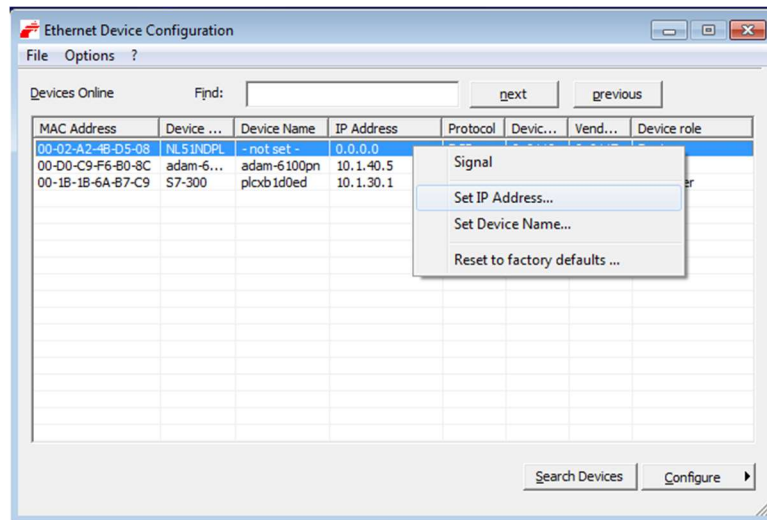 Ethernet Device Configuration
File Options ?
Devices Online Find: next previous
MAC Address Device ... Device Name IP Address Protocol Devic... Vend... Device role
00-02-A2-4B-D5-08 NL51NDPL - not set - 0.0.0.0
00-D0-C9-F6-B0-8C adam-6... adam-6100pn 10.1.40.5
00-1B-1B-6A-B7-C9 S7-300 plcxb1d0ed 10.1.30.1
Signal
Set IP Address...
Set Device Name...
Reset to factory defaults ...
Search Devices Configure